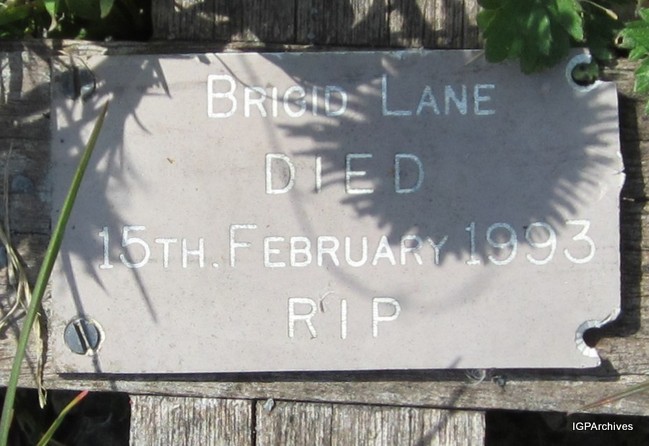 BRIGID LANE
DIED
15TH. FEBRUARY 1993
RIP
IGPArchives